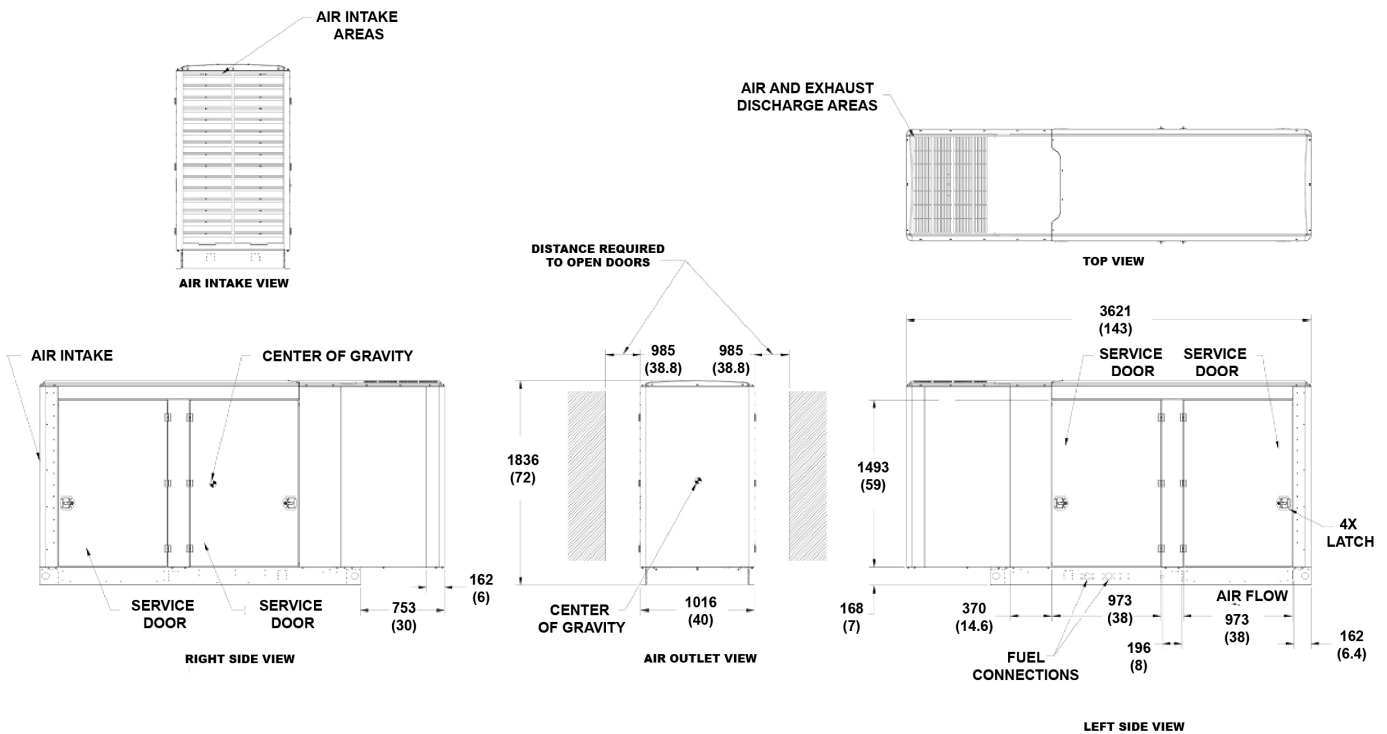 AIR INTAKE
AREAS
AIR INTAKE VIEW
AIR AND EXHAUST
DISCHARGE AREAS
TOP VIEW
DISTANCE REQUIRED
TO OPEN DOORS
985
(38.8)
985
(38.8)
1836
(72)
CENTER
OF GRAVITY
1016
(40)
AIR OUTLET VIEW
AIR INTAKE
CENTER OF GRAVITY
SERVICE
DOOR
SERVICE
DOOR
753
(30)
162
(6)
RIGHT SIDE VIEW
3621
(143)
SERVICE
DOOR
SERVICE
DOOR
1493
(59)
4X
LATCH
168
(7)
370
(14.6)
973
(38)
AIR FLOW
973
(38)
196
(8)
162
(6.4)
FUEL
CONNECTIONS
LEFT SIDE VIEW